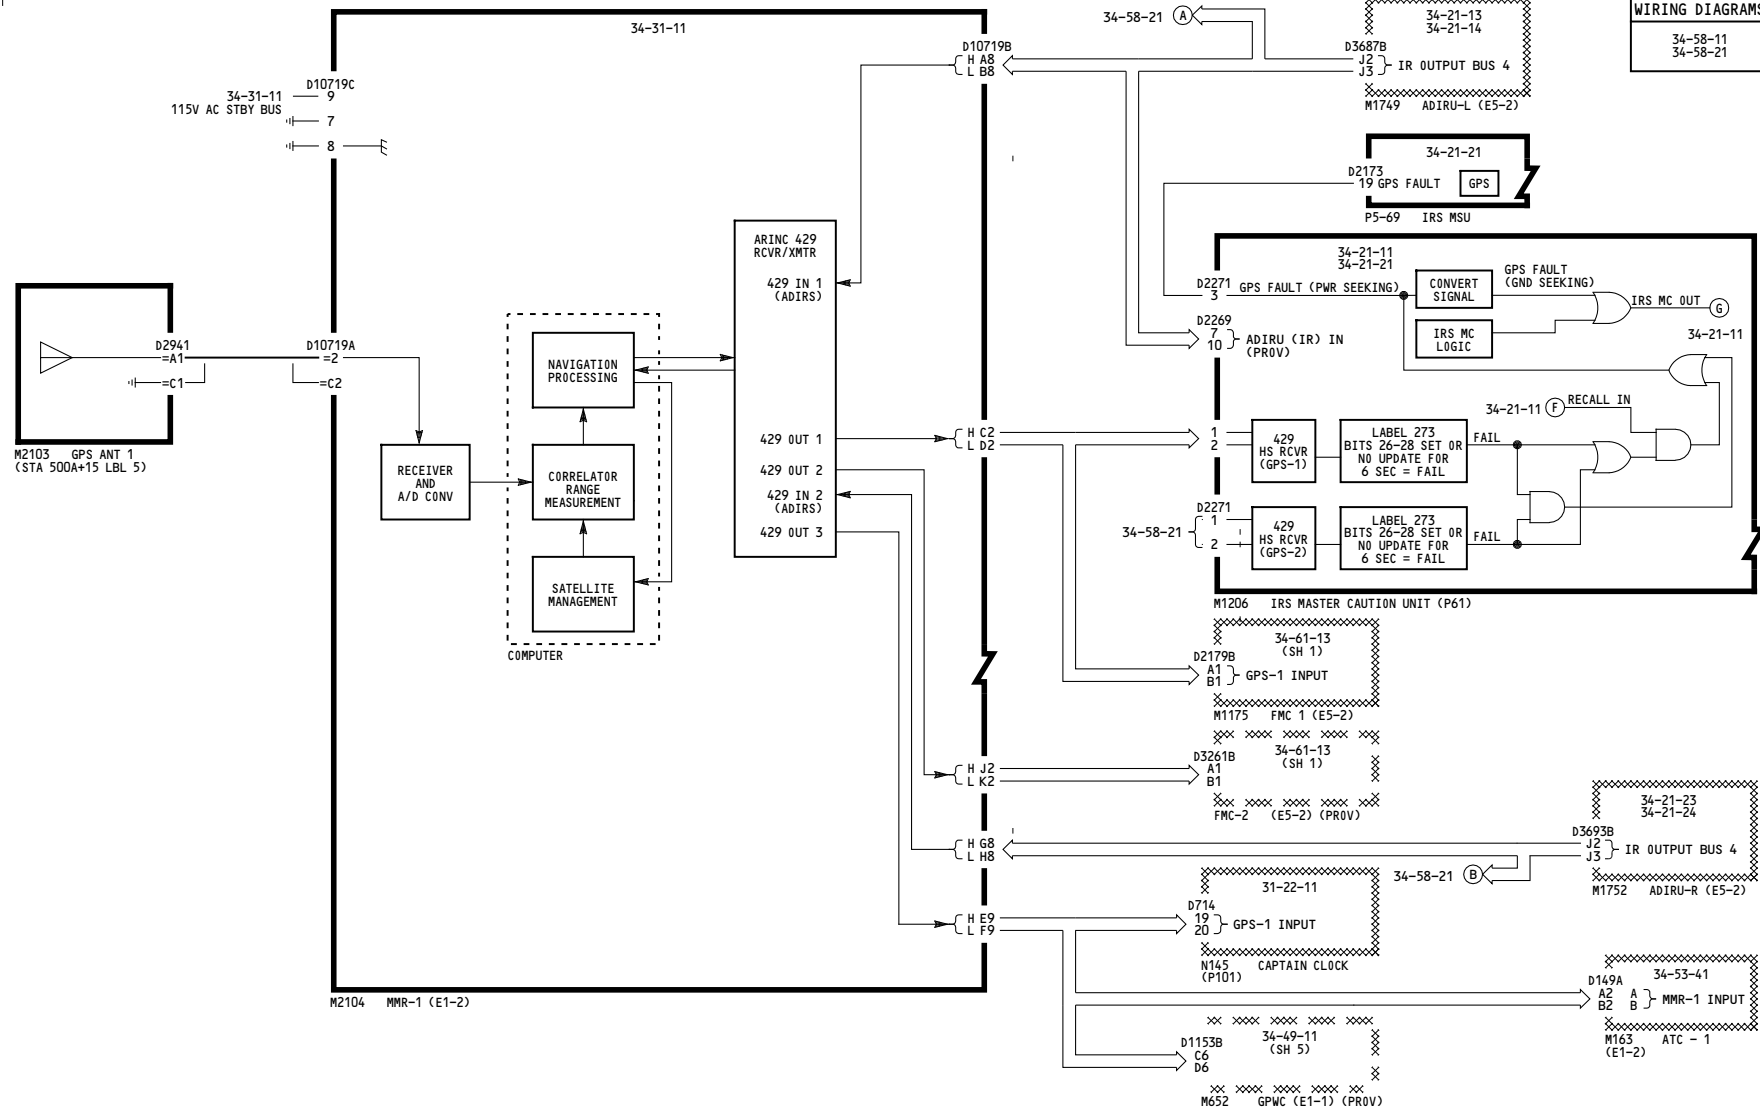 34-31-11
D10719C
34-31-11
115V AC STBY BUS
9
7
8
D2941
=A1
=C1
D10719A
=2
=C2
M2103 GPS ANT 1
(STA 500A+15 LBL 5)
RECEIVER
AND
A/D CONV
NAVIGATION
PROCESSING
CORRELATOR
RANGE
MEASUREMENT
SATELLITE
MANAGEMENT
COMPUTER
ARINC 429
RCVR/XMTR
429 IN 1
(ADIRS)
429 OUT 1
429 OUT 2
429 IN 2
(ADIRS)
429 OUT 3
M2104 MMR-1 (E1-2)
D10719B
H A8
L B8
H C2
L D2
H J2
L K2
H G8
L H8
H E9
L F9
34-58-21 A
34-21-13
34-21-14
D3687B
J2
J3
IR OUTPUT BUS 4
M1749 ADIRU-L (E5-2)
WIRING DIAGRAMS
34-58-11
34-58-21
34-21-21
D2173
19 GPS FAULT
GPS
P5-69 IRS MSU
34-21-11
34-21-21
D2271
3
GPS FAULT (PWR SEEKING)
CONVERT
SIGNAL
GPS FAULT
(GND SEEKING)
IRS MC OUT
G
34-21-11
IRS MC
LOGIC
D2269
7
10
ADIRU (IR) IN
(PROV)
34-21-11 F RECALL IN
1
2
429
HS RCVR
(GPS-1)
LABEL 273
BITS 26-28 SET OR
NO UPDATE FOR
6 SEC = FAIL
FAIL
D2271
34-58-21
1
2
429
HS RCVR
(GPS-2)
LABEL 273
BITS 26-28 SET OR
NO UPDATE FOR
6 SEC = FAIL
FAIL
M1206 IRS MASTER CAUTION UNIT (P61)
34-61-13
(SH 1)
D2179B
A1
B1
GPS-1 INPUT
M1175 FMC 1 (E5-2)
34-61-13
(SH 1)
D3261B
A1
B1
FMC-2 (E5-2) (PROV)
34-21-23
34-21-24
D3693B
J2
J3
IR OUTPUT BUS 4
M1752 ADIRU-R (E5-2)
34-58-21 B
31-22-11
D714
19
20
GPS-1 INPUT
N145
(P101)
CAPTAIN CLOCK
34-53-41
D149A
A2 A
B2 B
MMR-1 INPUT
M163
(E1-2)
ATC - 1
34-49-11
(SH 5)
D1153B
C6
D6
M652 GPWC (E1-1) (PROV)